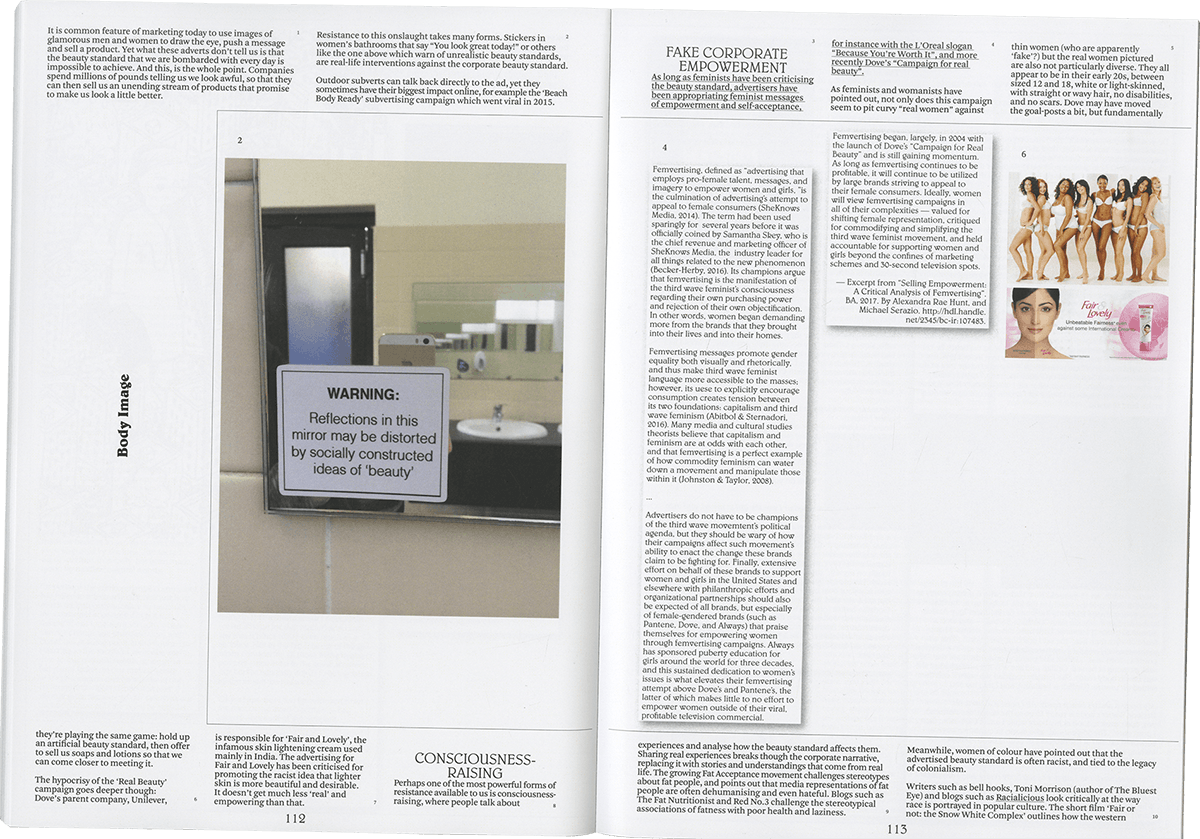 It is common feature of marketing today to use images of
glamorous men and women to draw the eye, push a message
and sell a product. Yet what these adverts don't tell us is that
the beauty standard that we are bombarded with every day is
impossible to achieve. And this, is the whole point. Companies
spend millions of pounds telling us we look awful, so that they
can then sell us an unending stream of products that promise
to make us look a little better.
1
Resistance to this onslaught takes many forms. Stickers in
women's bathrooms that say “You look great today!” or others
like the one above which warn of unrealistic beauty standards,
are real-life interventions against the corporate beauty standard.
Outdoor subverts can talk back directly to the ad, yet they
sometimes have their biggest impact online, for example the ‘Beach
Body Ready’ subvertising campaign which went viral in 2015.
2
2
WARNING:
Reflections in this
mirror may be distorted
by socially constructed
ideas of ‘beauty’
Body Image
they're playing the same game: hold up
an artificial beauty standard, then offer
to sell us soaps and lotions so that we
can come closer to meeting it.
The hypocrisy of the ‘Real Beauty’
campaign goes deeper though:
Dove's parent company, Unilever,
6
is responsible for ‘Fair and Lovely’, the
infamous skin lightening cream used
mainly in India. The advertising for
Fair and Lovely has been criticised for
promoting the racist idea that lighter
skin is more beautiful and desirable.
It doesn't get much less ‘real’ and
empowering than that.
7
CONSCIOUSNESS-
RAISING
Perhaps one of the most powerful forms of
resistance available to us is consciousness-
raising, where people talk about
8
112
FAKE CORPORATE
EMPOWERMENT
As long as feminists have been criticising
the beauty standard, advertisers have
been appropriating feminist messages
of empowerment and self-acceptance,
3
for instance with the L'Oreal slogan
“Because You're Worth It”, and more
recently Dove's “Campaign for real
beauty”.
As feminists and womanists have
pointed out, not only does this campaign
seem to pit curvy “real women” against
4
thin women (who are apparently
‘fake’?) but the real women pictured
are also not particularly diverse. They all
appear to be in their early 20s, between
sized 12 and 18, white or light-skinned,
with straight or wavy hair, no disabilities,
and no scars. Dove may have moved
the goal-posts a bit, but fundamentally
5
4
Femvertising, defined as “advertising that
employs pro-female talent, messages, and
imagery to empower women and girls, “is
the culmination of advertising's attempt to
appeal to female consumers (SheKnows
Media, 2014). The term had been used
sparingly for several years before it was
officially coined by Samantha Skey, who is
the chief revenue and marketing officer of
SheKnows Media, the industry leader for
all things related to the new phenomenon
(Becker-Herby, 2016). Its champions argue
that femvertising is the manifestation of
the third wave feminist's consciousness
regarding their own purchasing power
and rejection of their own objectification.
In other words, women began demanding
more from the brands that they brought
into their lives and into their homes.
Femvertising messages promote gender
equality both visually and rhetorically,
and thus make third wave feminist
language more accessible to the masses;
however, its uese to explicitly encourage
consumption creates tension between
its two foundations: capitalism and third
wave feminism (Abitbol & Sternadori,
2016). Many media and cultural studies
theorists believe that capitalism and
feminism are at odds with each other,
and that femvertising is a perfect example
of how commodity feminism can water
down a movement and manipulate those
within it (Johnston & Taylor, 2008).
...
Advertisers do not have to be champions
of the third wave movemtent's political
agenda, but they should be wary of how
their campaigns affect such movement's
ability to enact the change these brands
claim to be fighting for. Finally, extensive
effort on behalf of these brands to support
women and girls in the United States and
elsewhere with philanthropic efforts and
organizational partnerships should also
be expected of all brands, but especially
of female-gendered brands (such as
Pantene, Dove, and Always) that praise
themselves for empowering women
through femvertising campaigns. Always
has sponsored puberty education for
girls around the world for three decades,
and this sustained dedication to women's
issues is what elevates their femvertising
attempt above Dove's and Pantene's, the
latter of which makes little to no effort to
empower women outside of their viral,
profitable television commercial.
Femvertising began, largely, in 2004 with
the launch of Dove's “Campaign for Real
Beauty” and is still gaining momentum.
As long as femvertising continues to be
profitable, it will continue to be utilized
by large brands striving to appeal to
their female consumers. Ideally, women
will view femvertising campaigns in
all of their complexities — valued for
shifting female representation, critiqued
for commodifying and simplifying the
third wave feminist movement, and held
accountable for supporting women and
girls beyond the confines of marketing
schemes and 30-second television spots.
— Excerpt from “Selling Empowerment:
A Critical Analysis of Femvertising”,
BA, 2017. By Alexandra Rae Hunt, and
Michael Serazio. http://hdl.handle.
net/2345/bc-ir:107483.
6
Fair
Lovely
Unbeatable Fairness
against some International
experiences and analyse how the beauty standard affects them.
Sharing real experiences breaks though the corporate narrative,
replacing it with stories and understandings that come from real
life. The growing Fat Acceptance movement challenges stereotypes
about fat people, and points out that media representations of fat
people are often dehumanising and even hateful. Blogs such as
The Fat Nutritionist and Red No.3 challenge the stereotypical
associations of fatness with poor health and laziness.
9
Meanwhile, women of colour have pointed out that the
advertised beauty standard is often racist, and tied to the legacy
of colonialism.
Writers such as bell hooks, Toni Morrison (author of The Bluest
Eye) and blogs such as Racialicious look critically at the way
race is portrayed in popular culture. The short film ‘Fair or
not: the Snow White Complex’ outlines how the western
10
113